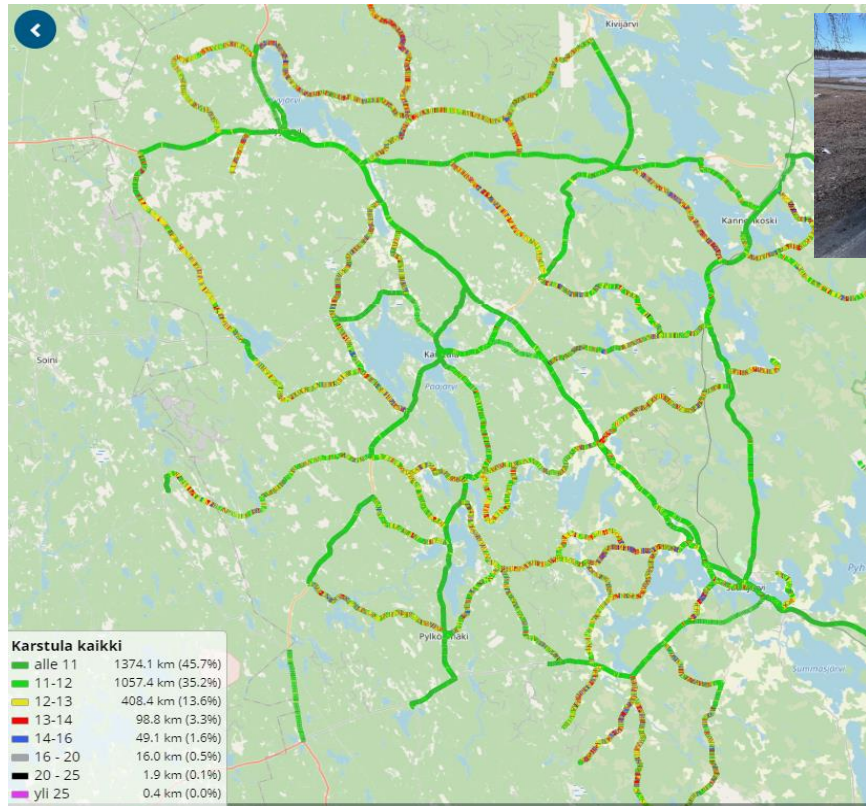 Kivijärvi
Kannonkoski
Soini
Pääjärvi
Pylkönmäki
Summasjärvi
Karstula kaikki
alle 11 1374.1 km (45.7%)
11-12 1057.4 km (35.2%)
12-13 408.4 km (13.6%)
13-14 98.8 km (3.3%)
14-16 49.1 km (1.6%)
16 - 20 16.0 km (0.5%)
20 - 25 1.9 km (0.1%)
yli 25 0.4 km (0.0%)